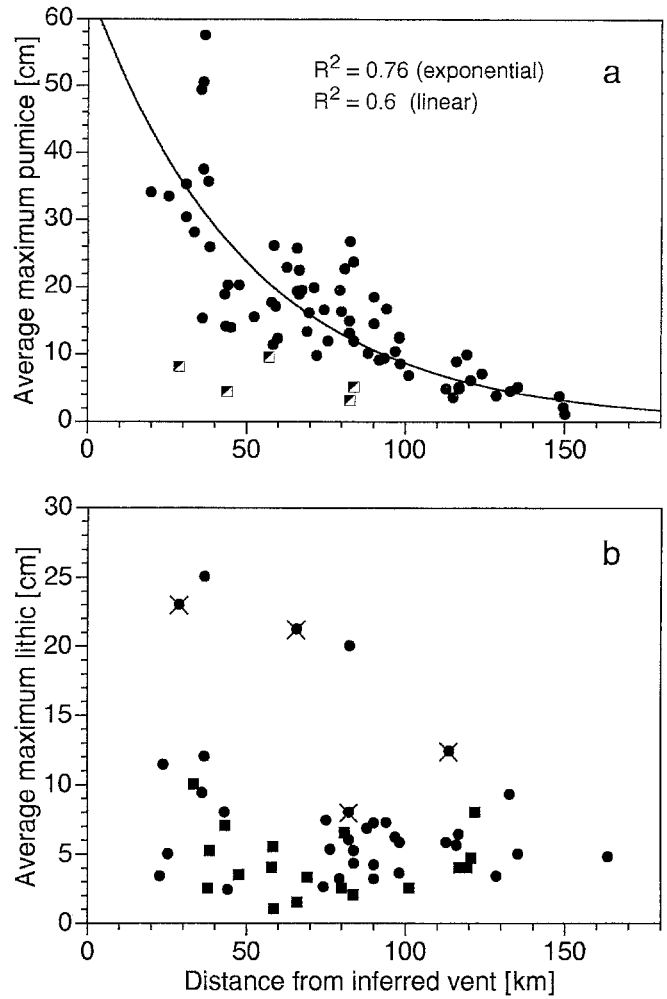 60
50
40
30
20
10
0
Average maximum pumice [cm]
R² = 0.76 (exponential)
R² = 0.6 (linear)
a
0 50 100 150
30
25
20
15
10
5
0
Average maximum lithic [cm]
b
0 50 100 150
Distance from inferred vent [km]